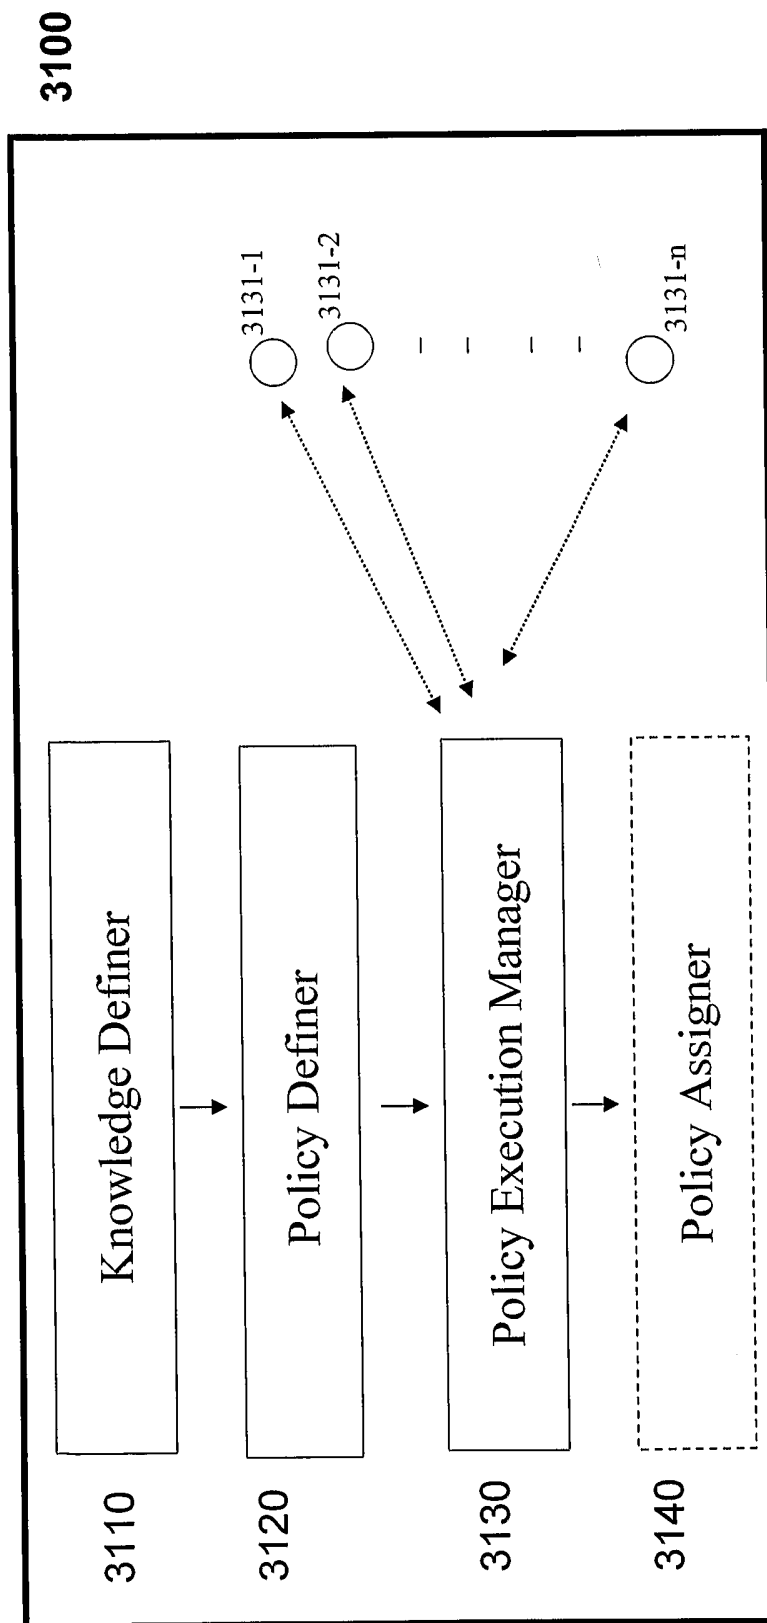 3100
3110
Knowledge Definer
3120
Policy Definer
3130
Policy Execution Manager
3140
Policy Assigner
3131-1
3131-2
3131-n